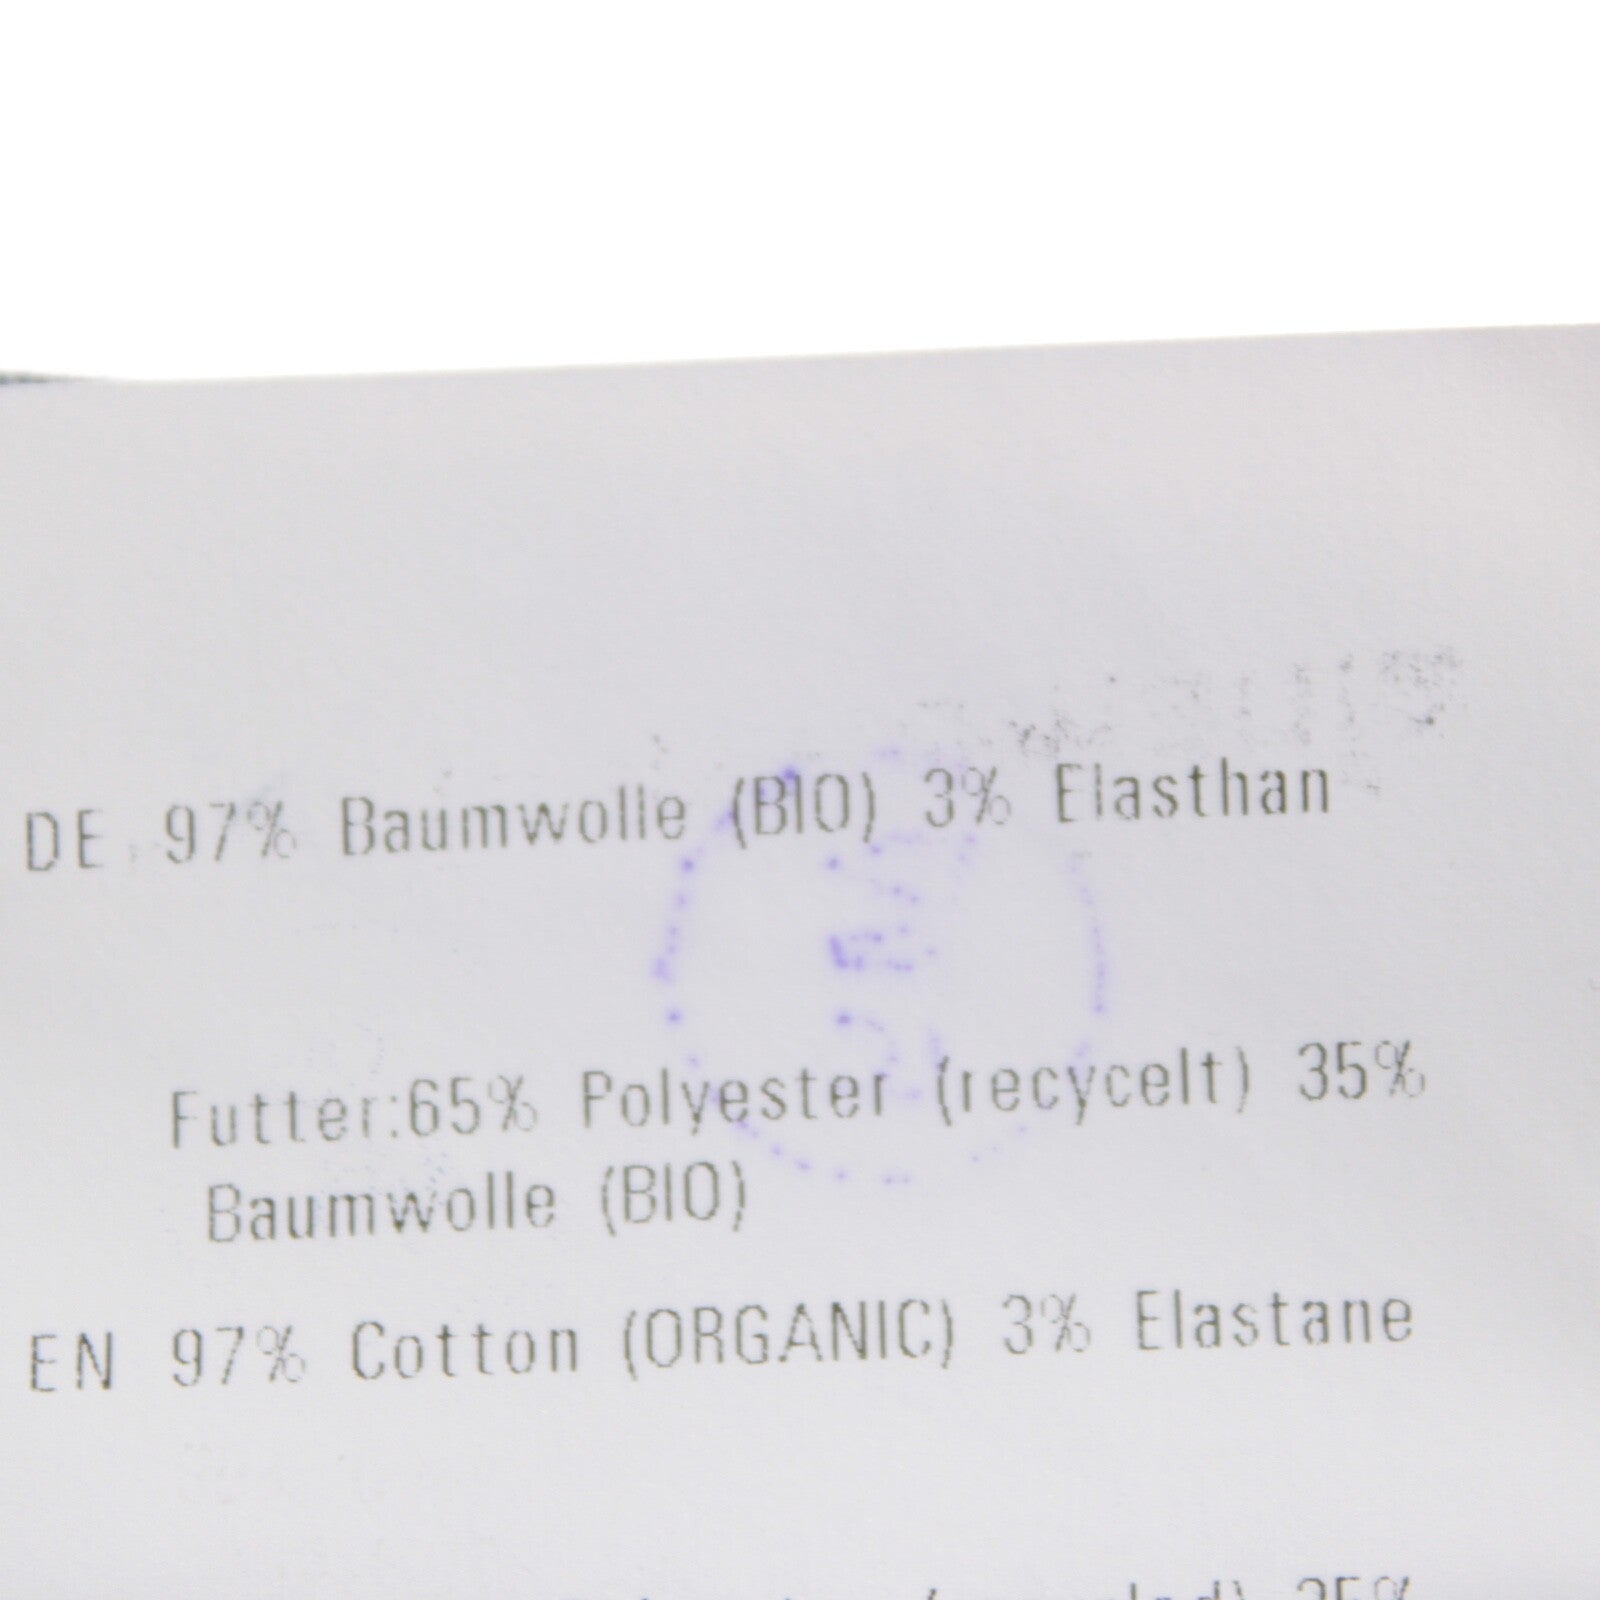 DE 97% Baumwolle (BIO) 3% Elasthan
Futter:65% Polyester (recycelt) 35%
Baumwolle (BIO)
EN 97% Cotton (ORGANIC) 3% Elastane
35%